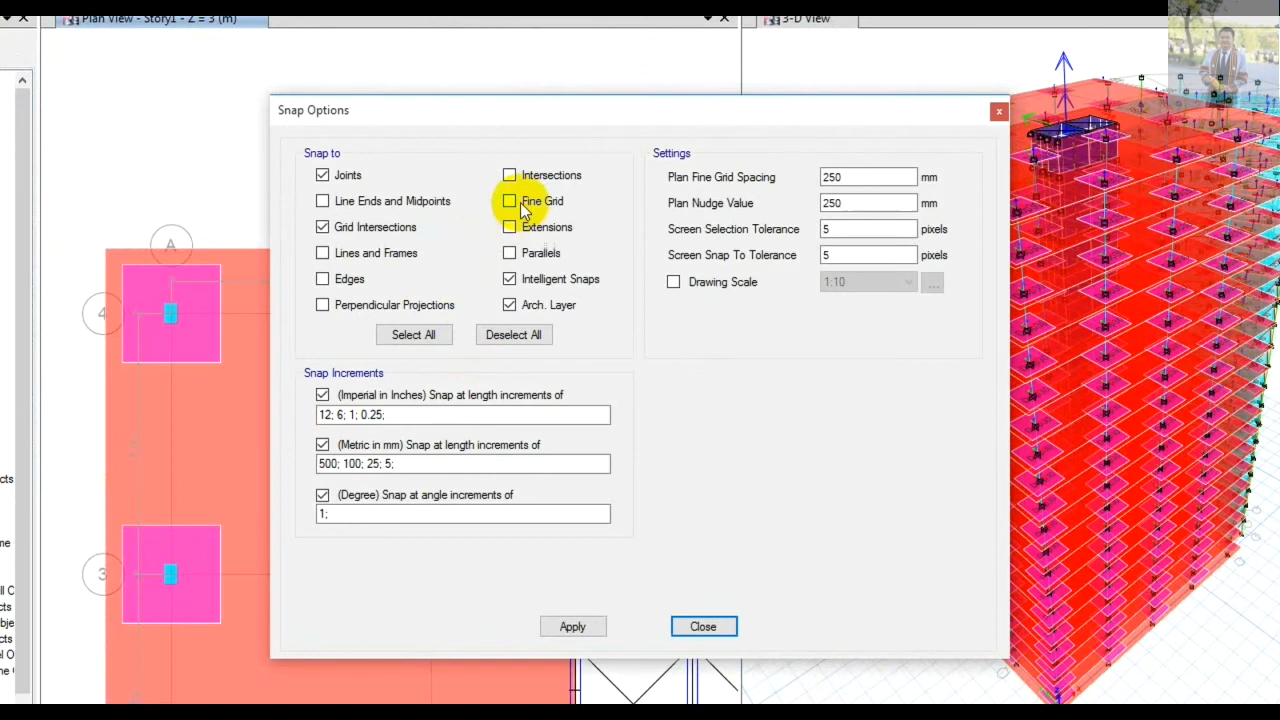 Plan View - Story1 - Z = 3 (m)
3-D View
Snap Options
Snap to
Joints
Intersections
Line Ends and Midpoints
Fine Grid
Grid Intersections
Extensions
Lines and Frames
Parallels
Edges
Intelligent Snaps
Perpendicular Projections
Arch. Layer
Select All
Deselect All
Settings
Plan Fine Grid Spacing 250 mm
Plan Nudge Value 250 mm
Screen Selection Tolerance 5 pixels
Screen Snap To Tolerance 5 pixels
Drawing Scale 1:10 ...
Snap Increments
(Imperial in Inches) Snap at length increments of
12; 6; 1; 0.25;
(Metric in mm) Snap at length increments of
500; 100; 25; 5;
(Degree) Snap at angle increments of
1;
Apply
Close
A
4
3